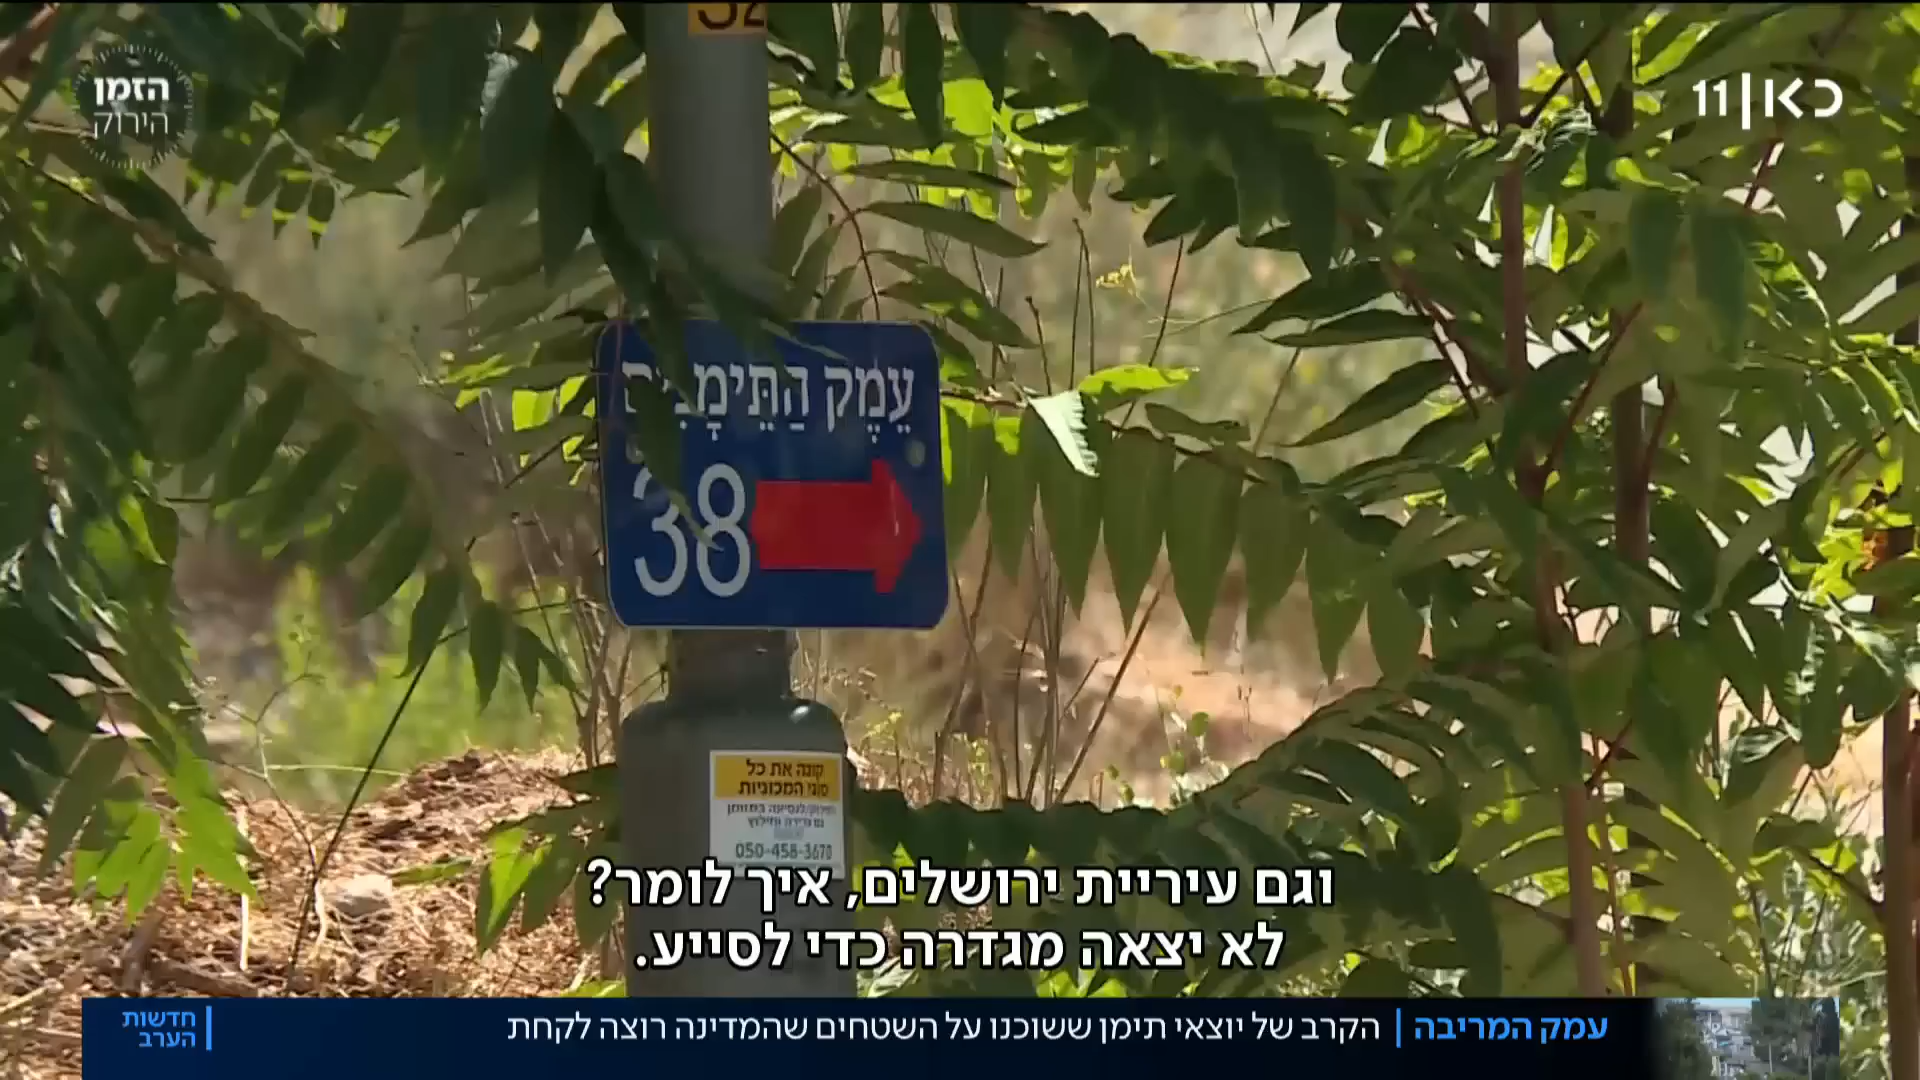 הזמן
הירוק
כאן 11
עֵמֶק הַתֵּימָנִים
38
קונה את כל
סוגי המכוניות
050-458-3670
וגם עיריית ירושלים, איך לומר?
לא יצאה מגדרה כדי לסייע.
עמק המריבה | הקרב של יוצאי תימן ששוכנו על השטחים שהמדינה רוצה לקחת
חדשות
הערב